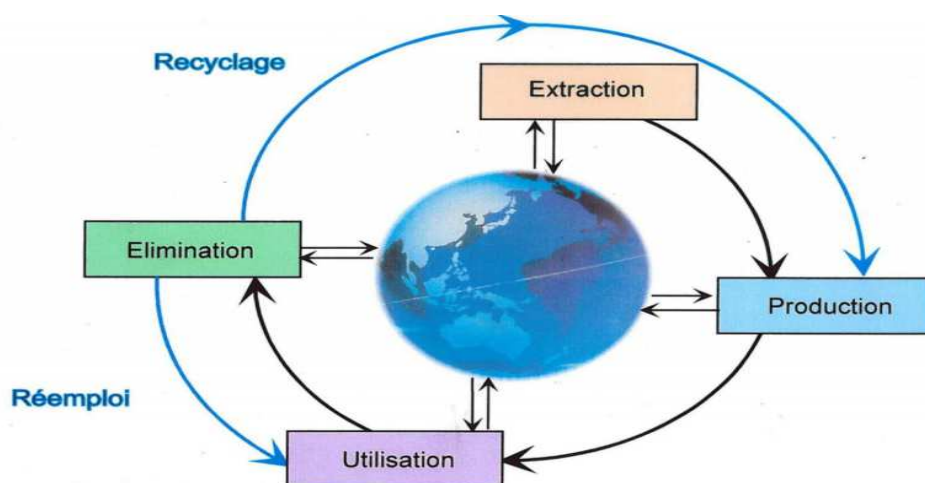 Recyclage
Extraction
Elimination
Production
Réemploi
Utilisation